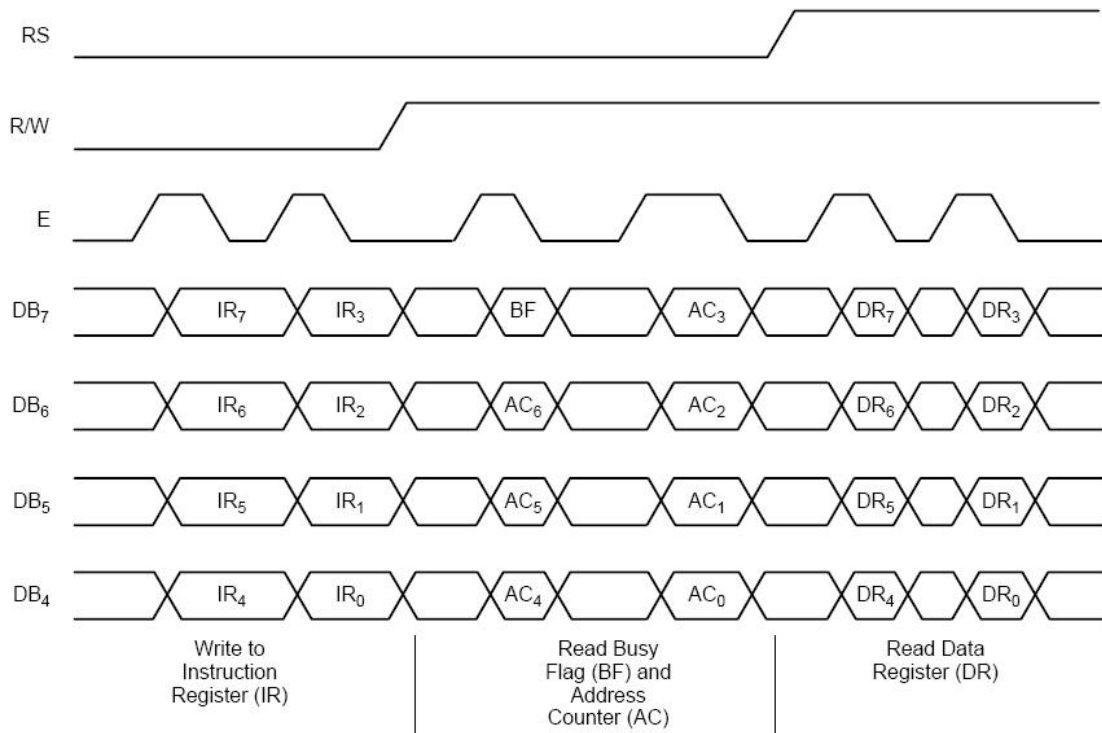 RS
R/W
E
DB₇ IR₇ IR₃ BF AC₃ DR₇ DR₃
DB₆ IR₆ IR₂ AC₆ AC₂ DR₆ DR₂
DB₅ IR₅ IR₁ AC₅ AC₁ DR₅ DR₁
DB₄ IR₄ IR₀ AC₄ AC₀ DR₄ DR₀
Write to
Instruction
Register (IR)
Read Busy
Flag (BF) and
Address
Counter (AC)
Read Data
Register (DR)